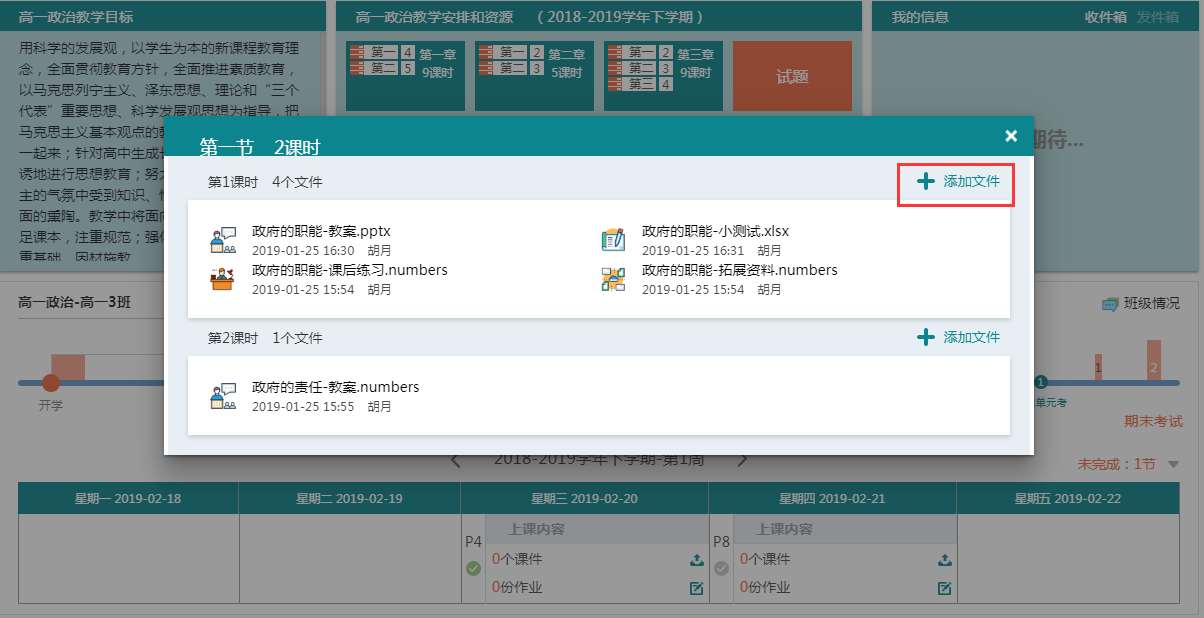 高一政治教学目标
用科学的发展观，以学生为本的新课程教育理
念，全面贯彻教育方针，全面推进素质教育，
以马克思列宁主义、泽东思想、理论和“三个
代表”重要思想、科学发展观思想为指导，把
马克思主义基本观点的
一起来；针对高中生成
诱地进行思想教育；努
主的气氛中受到知识、
面的重陶。教学中将面
足课本，注重规范；强
重基础，因材施教
高一政治教学安排和资源 （2018-2019学年下学期）
第一 4 第一章
第二 5 9课时
第一 2 第二章
第二 3 5课时
第一 2 第三章
第二 3 9课时
第三 4
试题
我的信息 收件箱 发件箱
期待...
第一节 2课时 ×
第1课时 4个文件 添加文件
政府的职能-教案.pptx
2019-01-25 16:30 胡月
政府的职能-小测试.xlsx
2019-01-25 16:31 胡月
政府的职能-课后练习.numbers
2019-01-25 15:54 胡月
政府的职能-拓展资料.numbers
2019-01-25 15:54 胡月
第2课时 1个文件 添加文件
政府的责任-教案.numbers
2019-01-25 15:55 胡月
高一政治-高一3班
班级情况
开学
1
1
2
单元考
期末考试
2018-2019学年下学期-第1周
未完成：1节
星期一 2019-02-18 星期二 2019-02-19 星期三 2019-02-20 星期四 2019-02-21 星期五 2019-02-22
P4 上课内容
0个课件
0份作业
P8 上课内容
0个课件
0份作业